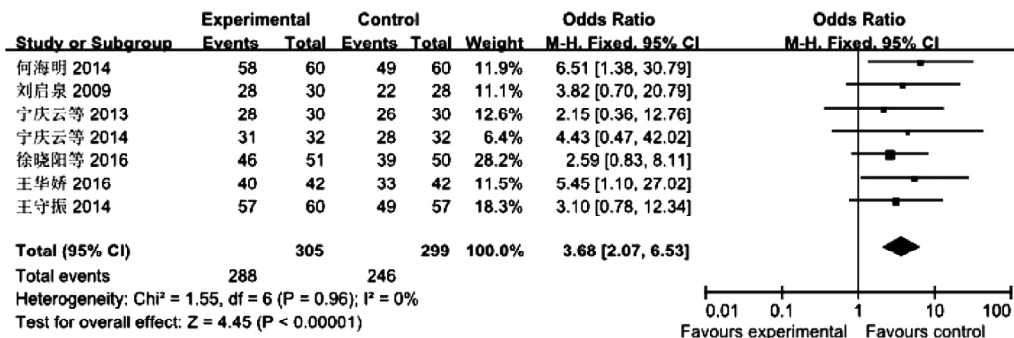 Experimental Control Odds Ratio Odds Ratio
Study or Subgroup Events Total Events Total Weight M-H, Fixed, 95% CI M-H, Fixed, 95% CI
何海明 2014 58 60 49 60 11.9% 6.51 [1.38, 30.79]
刘启泉 2009 28 30 22 28 11.1% 3.82 [0.70, 20.79]
宁庆云等 2013 28 30 26 30 12.6% 2.15 [0.36, 12.76]
宁庆云等 2014 31 32 28 32 6.4% 4.43 [0.47, 42.02]
徐晓阳等 2016 46 51 39 50 28.2% 2.59 [0.83, 8.11]
王华娇 2016 40 42 33 42 11.5% 5.45 [1.10, 27.02]
王守振 2014 57 60 49 57 18.3% 3.10 [0.78, 12.34]
Total (95% CI) 305 299 100.0% 3.68 [2.07, 6.53]
Total events 288 246
Heterogeneity: Chi² = 1.55, df = 6 (P = 0.96); I² = 0%
Test for overall effect: Z = 4.45 (P < 0.00001)
0.01 0.1 1 10 100
Favours experimental Favours control